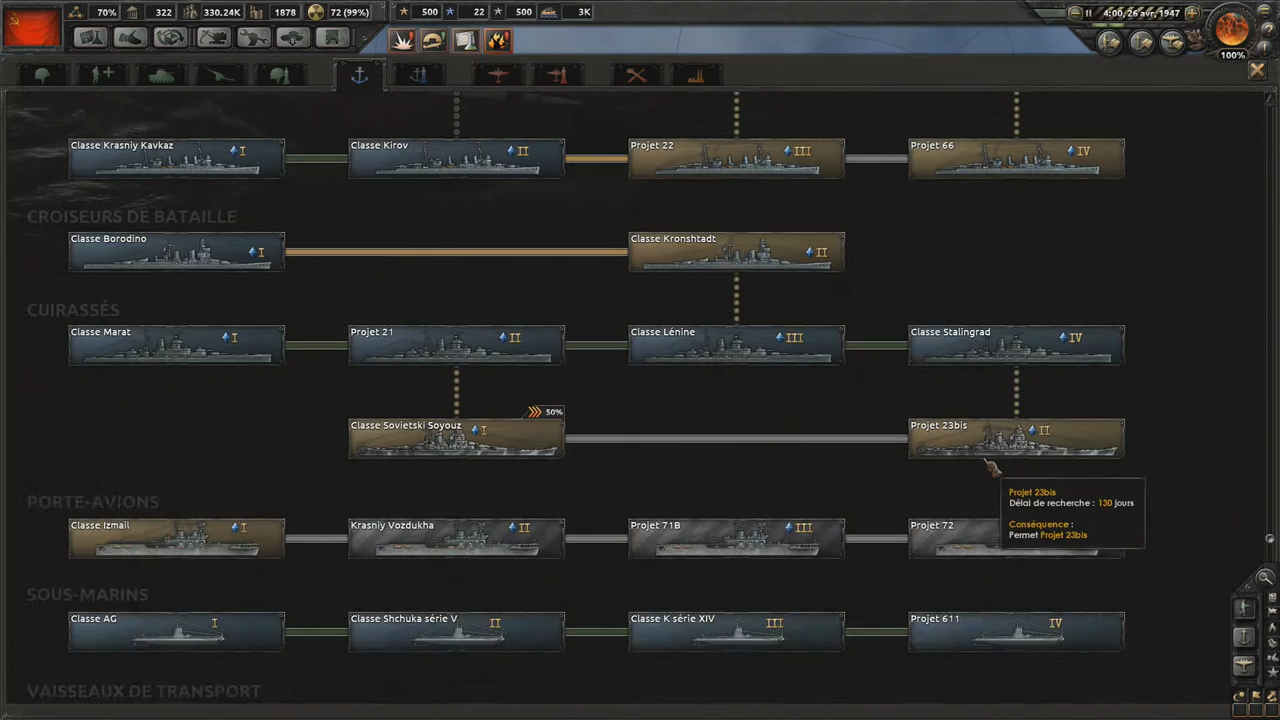 70% 322 330.24K 1878 72 (99%) 500 22 500 3K 4:00, 26 avr, 1947
100%
Classe Krasniy Kavkaz I Classe Kirov II Projet 22 III Projet 66 IV
CROISEURS DE BATAILLE
Classe Borodino I Classe Kronshtadt II
CUIRASSÉS
Classe Marat I Projet 21 II Classe Lénine III Classe Stalingrad IV
50%
Classe Sovietski Soyouz I Projet 23bis II
Projet 23bis
Délai de recherche : 130 jours
Conséquence :
Permet Projet 23bis
PORTE-AVIONS
Classe Izmail I Krasniy Vozdukha II Projet 71B III Projet 72
SOUS-MARINS
Classe AG I Classe Shchuka série V II Classe K série XIV III Projet 611 IV
VAISSEAUX DE TRANSPORT